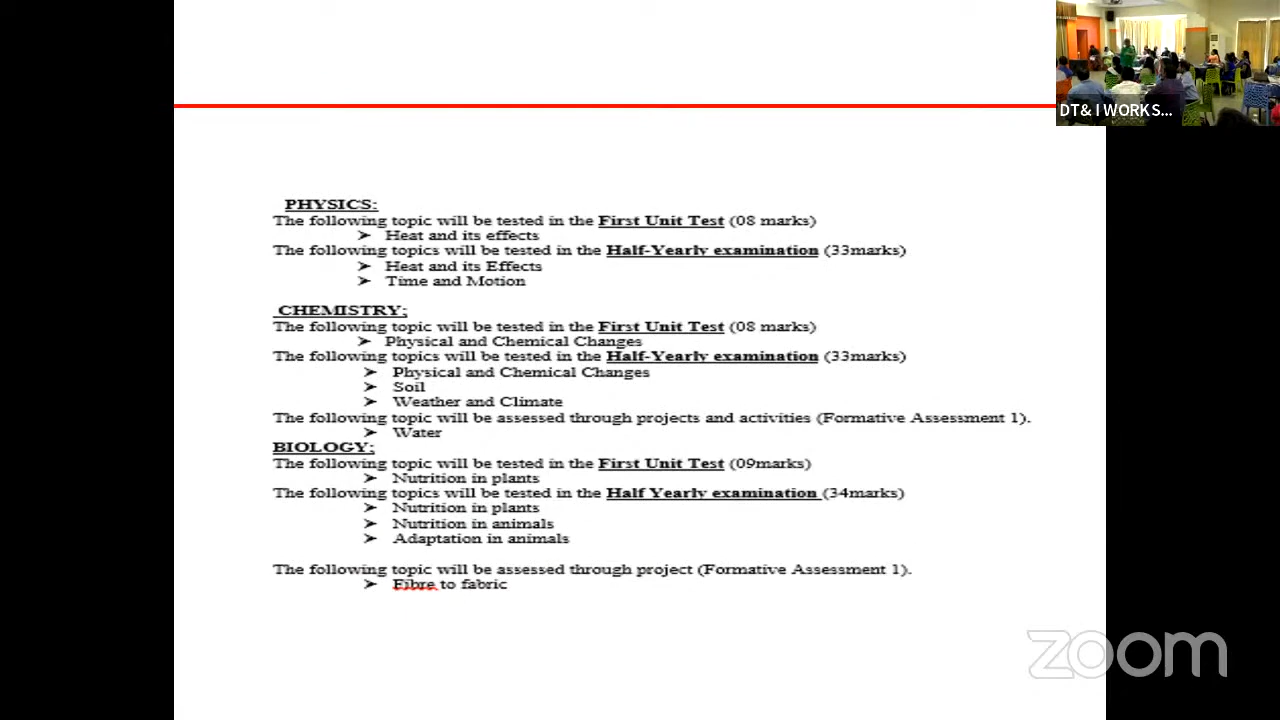 DT& I WORKS...
PHYSICS:
The following topic will be tested in the First Unit Test (08 marks)
➤ Heat and its effects
The following topics will be tested in the Half-Yearly examination (33marks)
➤ Heat and its Effects
➤ Time and Motion
CHEMISTRY:
The following topic will be tested in the First Unit Test (08 marks)
➤ Physical and Chemical Changes
The following topics will be tested in the Half-Yearly examination (33marks)
➤ Physical and Chemical Changes
➤ Soil
➤ Weather and Climate
The following topic will be assessed through projects and activities (Formative Assessment 1).
➤ Water
BIOLOGY:
The following topic will be tested in the First Unit Test (09marks)
➤ Nutrition in plants
The following topics will be tested in the Half Yearly examination (34marks)
➤ Nutrition in plants
➤ Nutrition in animals
➤ Adaptation in animals
The following topic will be assessed through project (Formative Assessment 1).
➤ Fibre to fabric
zoom